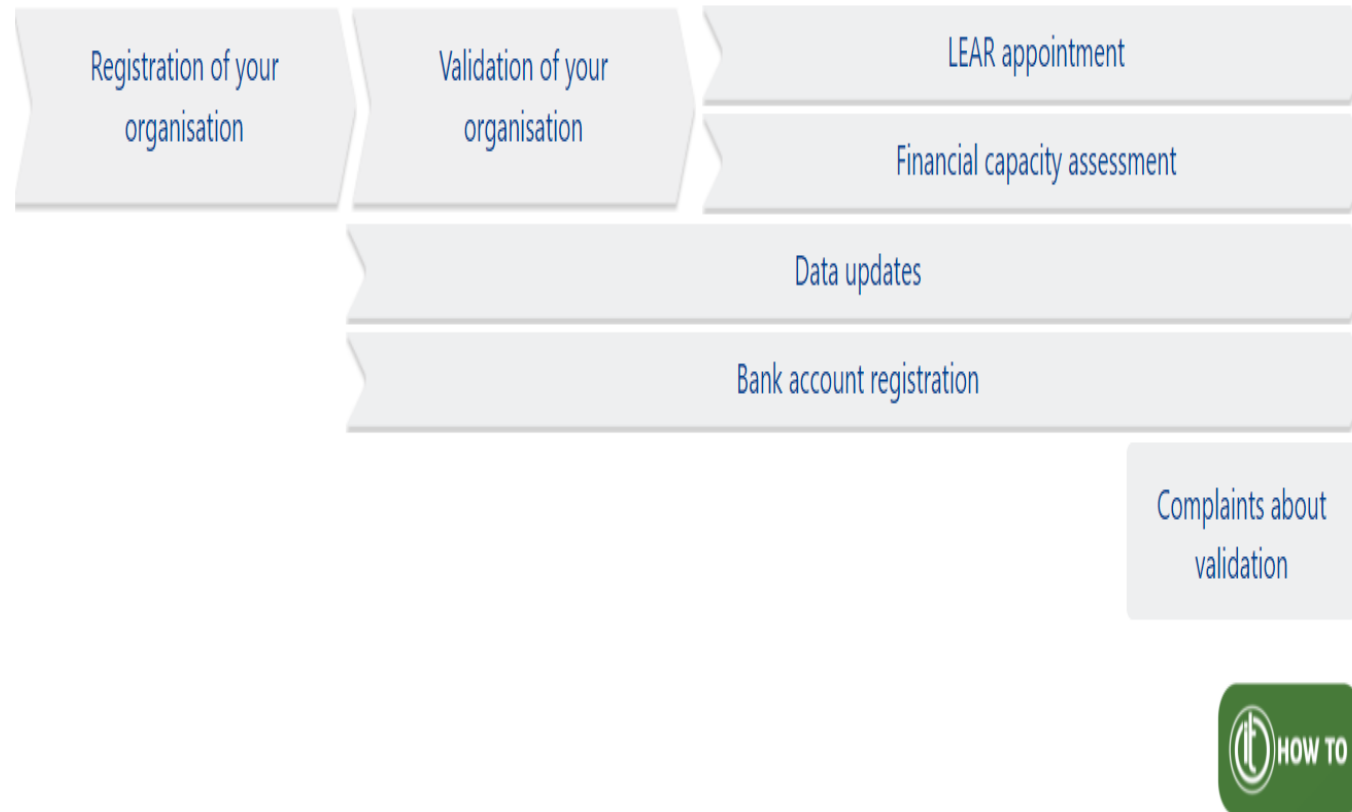 Registration of your
organisation
Validation of your
organisation
LEAR appointment
Financial capacity assessment
Data updates
Bank account registration
Complaints about
validation
it HOW TO